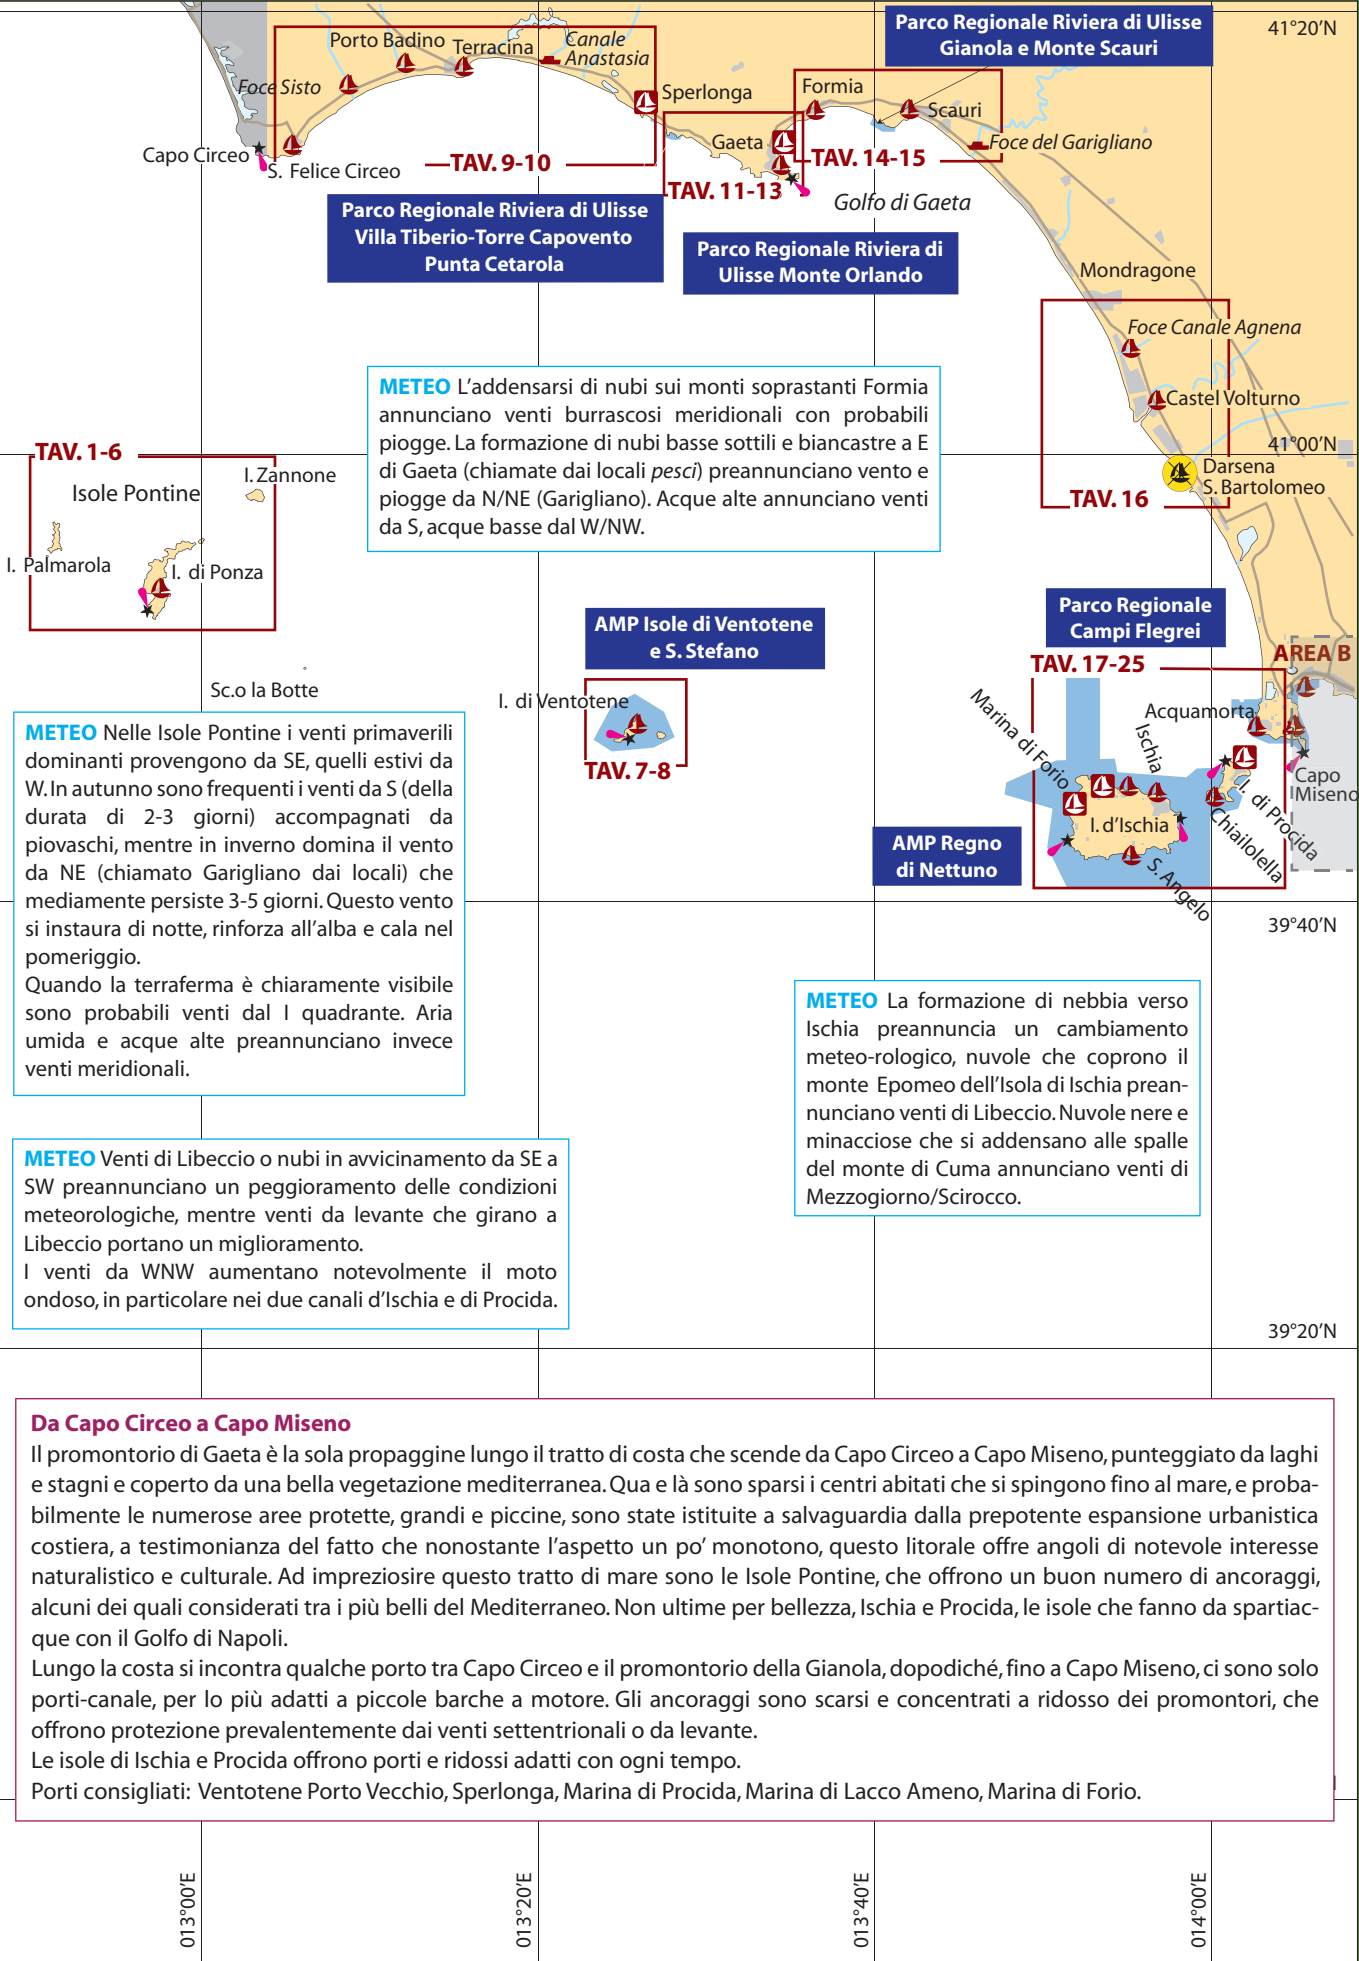 Parco Regionale Riviera di Ulisse
Gianola e Monte Scauri
41°20'N
Porto Badino
Terracina
Canale
Anastasia
Foce Sisto
Sperlonga
Formia
Scauri
Capo Circeo
S. Felice Circeo
TAV. 9-10
Gaeta
TAV. 14-15
Foce del Garigliano
TAV. 11-13
Golfo di Gaeta
Parco Regionale Riviera di Ulisse
Villa Tiberio-Torre Capovento
Punta Cetarola
Parco Regionale Riviera di
Ulisse Monte Orlando
Mondragone
Foce Canale Agnena
Castel Volturno
41°00'N
Darsena
S. Bartolomeo
TAV. 16
METEO L'addensarsi di nubi sui monti soprastanti Formia
annunciano venti burrascosi meridionali con probabili
piogge. La formazione di nubi basse sottili e biancastre a E
di Gaeta (chiamate dai locali pesci) preannunciano vento e
piogge da N/NE (Garigliano). Acque alte annunciano venti
da S, acque basse dal W/NW.
TAV. 1-6
Isole Pontine
I. Zannone
I. Palmarola
I. di Ponza
Sc.o la Botte
AMP Isole di Ventotene
e S. Stefano
I. di Ventotene
TAV. 7-8
Parco Regionale
Campi Flegrei
AREA B
TAV. 17-25
Marina di Forio
Ischia
Acquamorta
Capo
Miseno
I. di Procida
Chiailolella
I. d'Ischia
S. Angelo
AMP Regno
di Nettuno
39°40'N
METEO Nelle Isole Pontine i venti primaverili
dominanti provengono da SE, quelli estivi da
W. In autunno sono frequenti i venti da S (della
durata di 2-3 giorni) accompagnati da
piovaschi, mentre in inverno domina il vento
da NE (chiamato Garigliano dai locali) che
mediamente persiste 3-5 giorni. Questo vento
si instaura di notte, rinforza all'alba e cala nel
pomeriggio.
Quando la terraferma è chiaramente visibile
sono probabili venti dal I quadrante. Aria
umida e acque alte preannunciano invece
venti meridionali.
METEO La formazione di nebbia verso
Ischia preannuncia un cambiamento
meteo-rologico, nuvole che coprono il
monte Epomeo dell'Isola di Ischia prean-
nunciano venti di Libeccio. Nuvole nere e
minacciose che si addensano alle spalle
del monte di Cuma annunciano venti di
Mezzogiorno/Scirocco.
METEO Venti di Libeccio o nubi in avvicinamento da SE a
SW preannunciano un peggioramento delle condizioni
meteorologiche, mentre venti da levante che girano a
Libeccio portano un miglioramento.
I venti da WNW aumentano notevolmente il moto
ondoso, in particolare nei due canali d'Ischia e di Procida.
39°20'N
Da Capo Circeo a Capo Miseno
Il promontorio di Gaeta è la sola propaggine lungo il tratto di costa che scende da Capo Circeo a Capo Miseno, punteggiato da laghi
e stagni e coperto da una bella vegetazione mediterranea. Qua e là sono sparsi i centri abitati che si spingono fino al mare, e proba-
bilmente le numerose aree protette, grandi e piccine, sono state istituite a salvaguardia dalla prepotente espansione urbanistica
costiera, a testimonianza del fatto che nonostante l'aspetto un po' monotono, questo litorale offre angoli di notevole interesse
naturalistico e culturale. Ad impreziosire questo tratto di mare sono le Isole Pontine, che offrono un buon numero di ancoraggi,
alcuni dei quali considerati tra i più belli del Mediterraneo. Non ultime per bellezza, Ischia e Procida, le isole che fanno da spartiac-
que con il Golfo di Napoli.
Lungo la costa si incontra qualche porto tra Capo Circeo e il promontorio della Gianola, dopodiché, fino a Capo Miseno, ci sono solo
porti-canale, per lo più adatti a piccole barche a motore. Gli ancoraggi sono scarsi e concentrati a ridosso dei promontori, che
offrono protezione prevalentemente dai venti settentrionali o da levante.
Le isole di Ischia e Procida offrono porti e ridossi adatti con ogni tempo.
Porti consigliati: Ventotene Porto Vecchio, Sperlonga, Marina di Procida, Marina di Lacco Ameno, Marina di Forio.
013°00'E
013°20'E
013°40'E
014°00'E